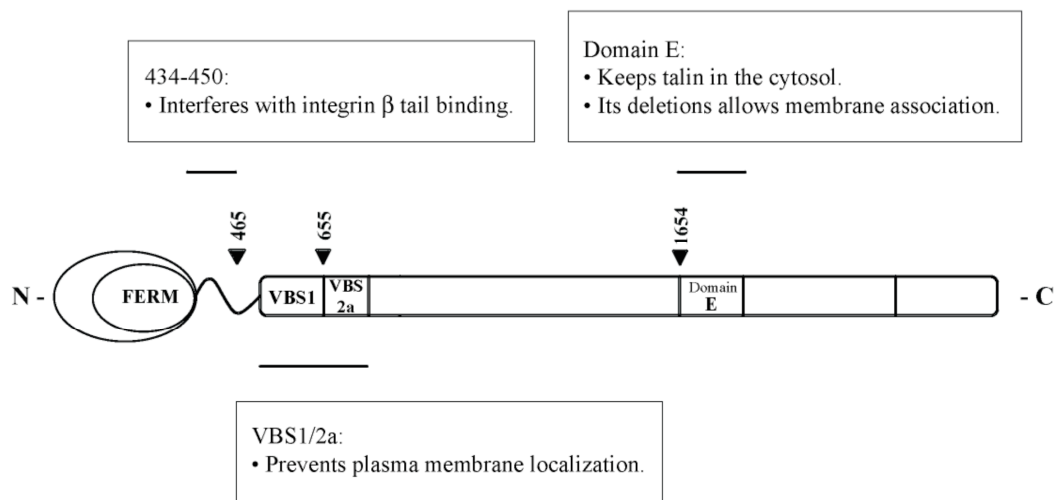 434-450:
• Interferes with integrin β tail binding.
Domain E:
• Keeps talin in the cytosol.
• Its deletions allows membrane association.
465
655
1654
N -
FERM
VBS1
VBS
2a
Domain
E
- C
VBS1/2a:
• Prevents plasma membrane localization.